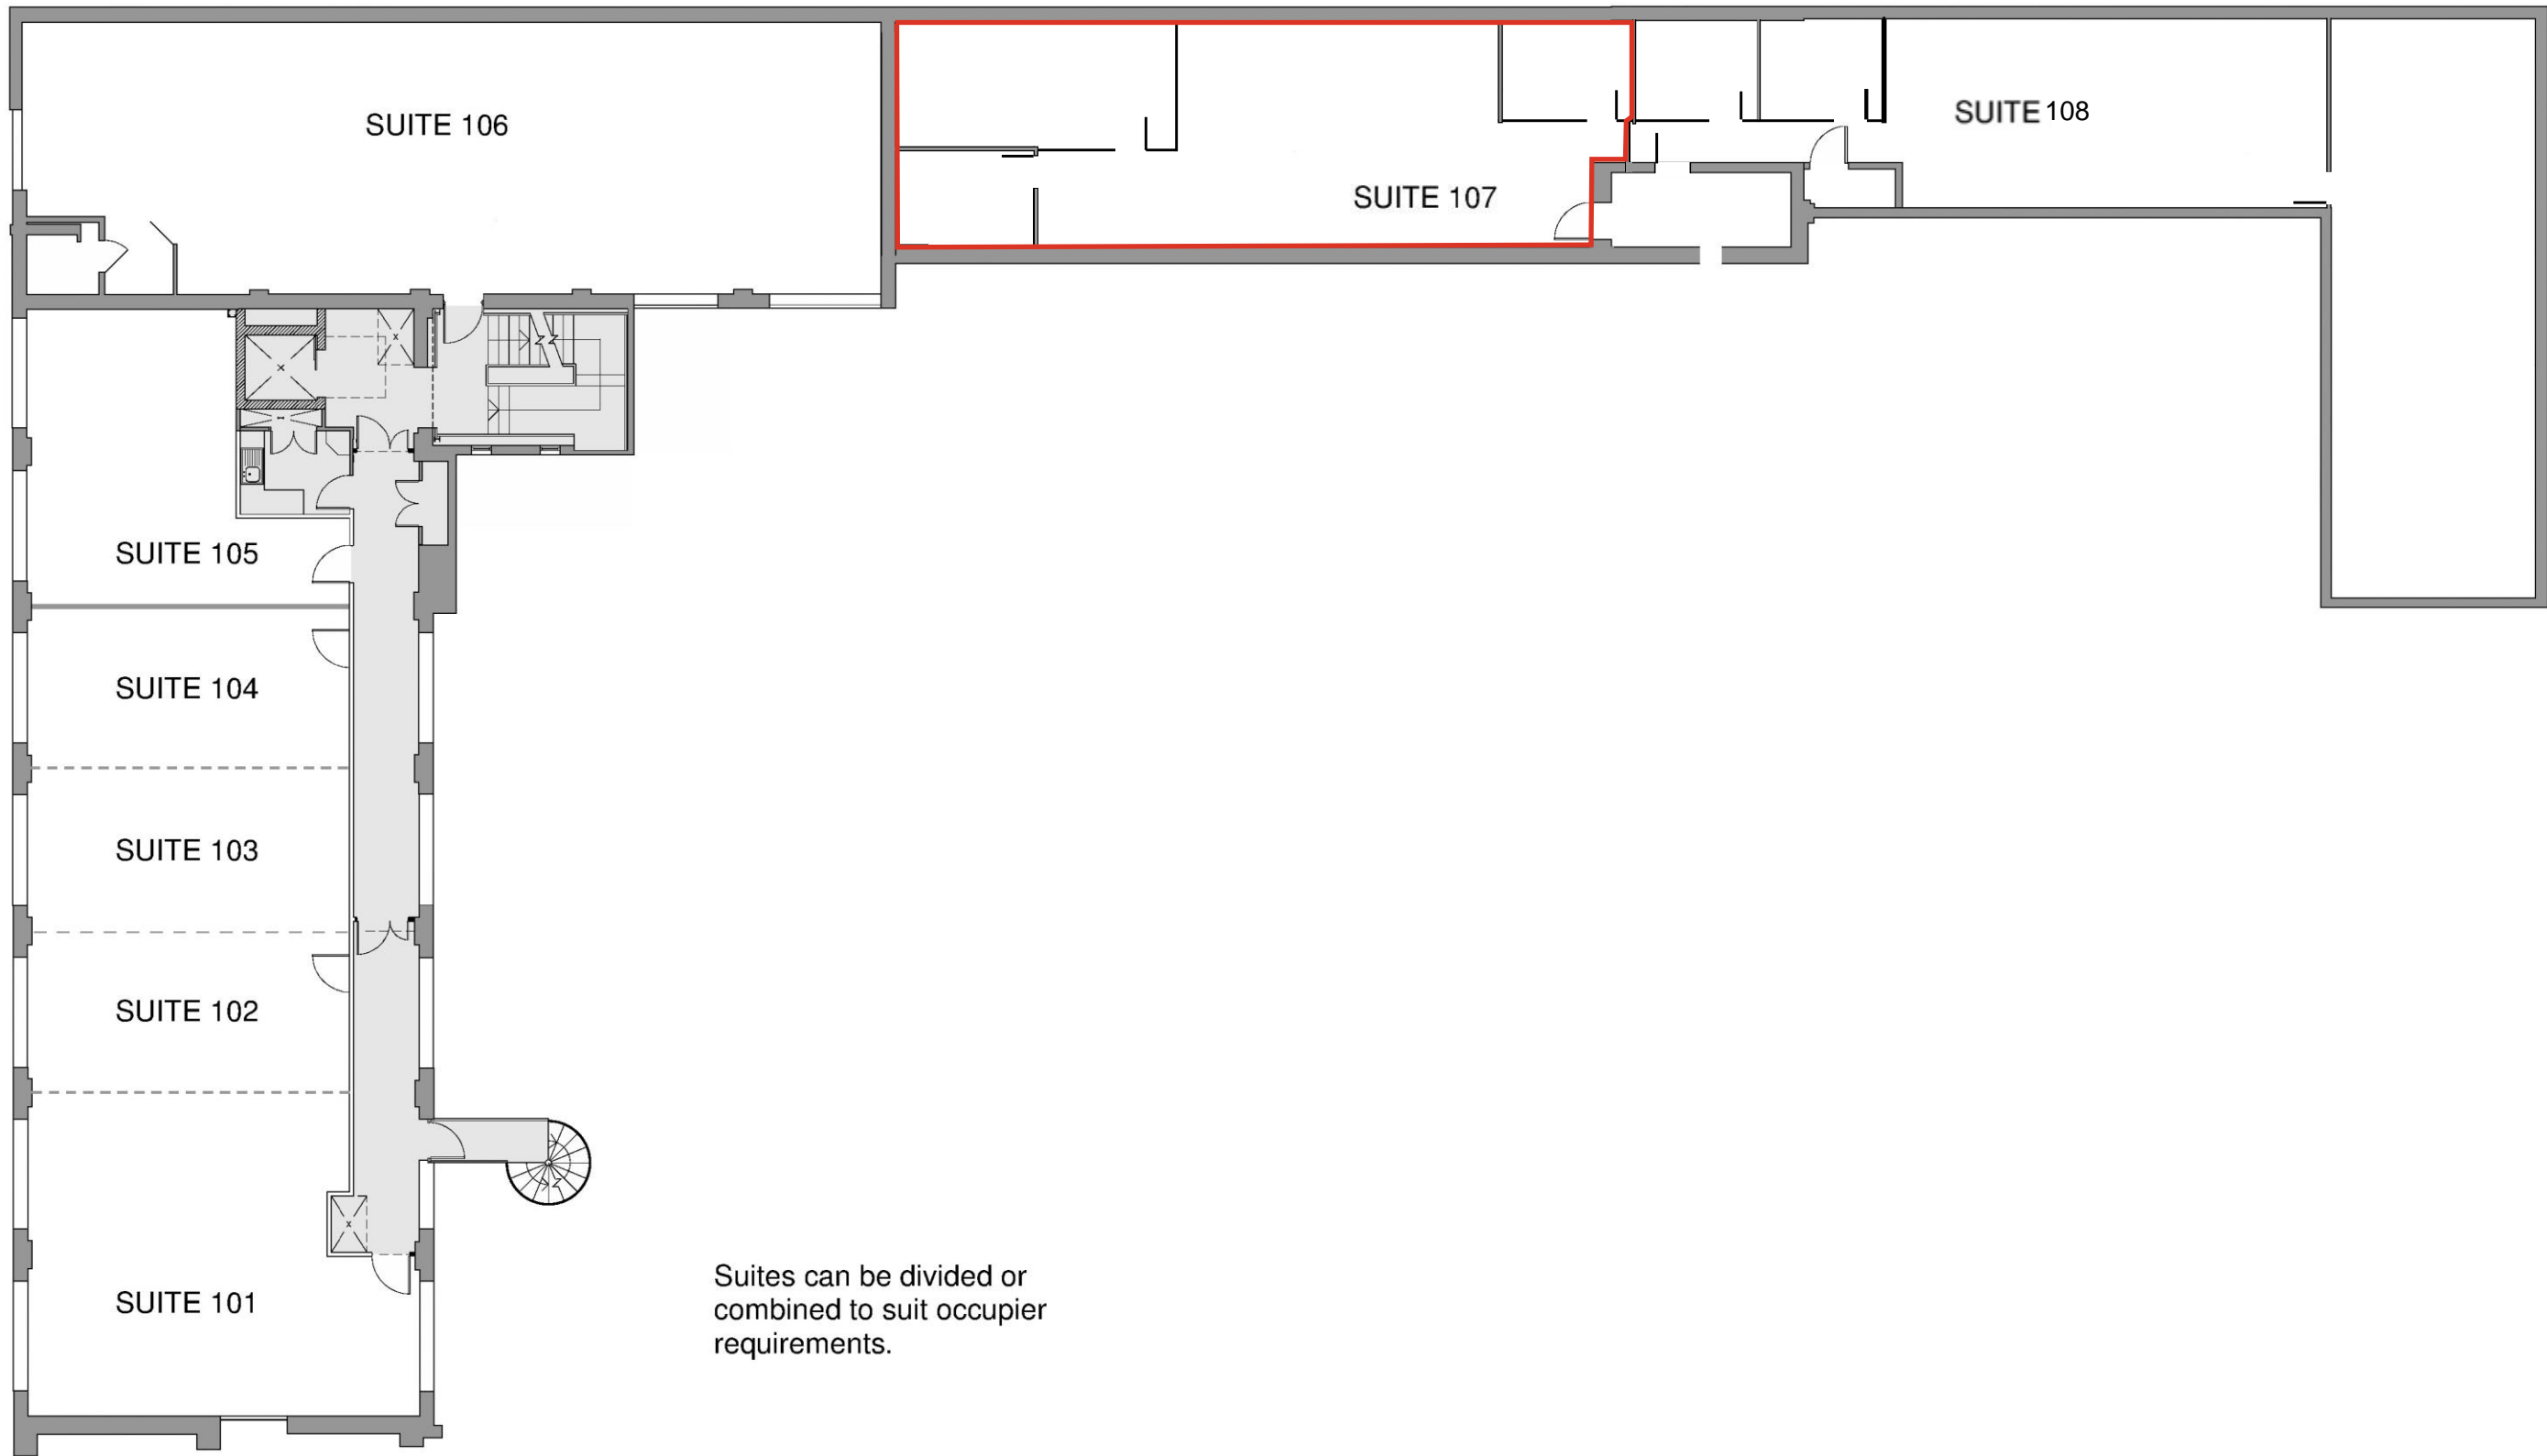 SUITE 106
SUITE 107
SUITE 108
SUITE 105
SUITE 104
SUITE 103
SUITE 102
SUITE 101
Suites can be divided or
combined to suit occupier
requirements.